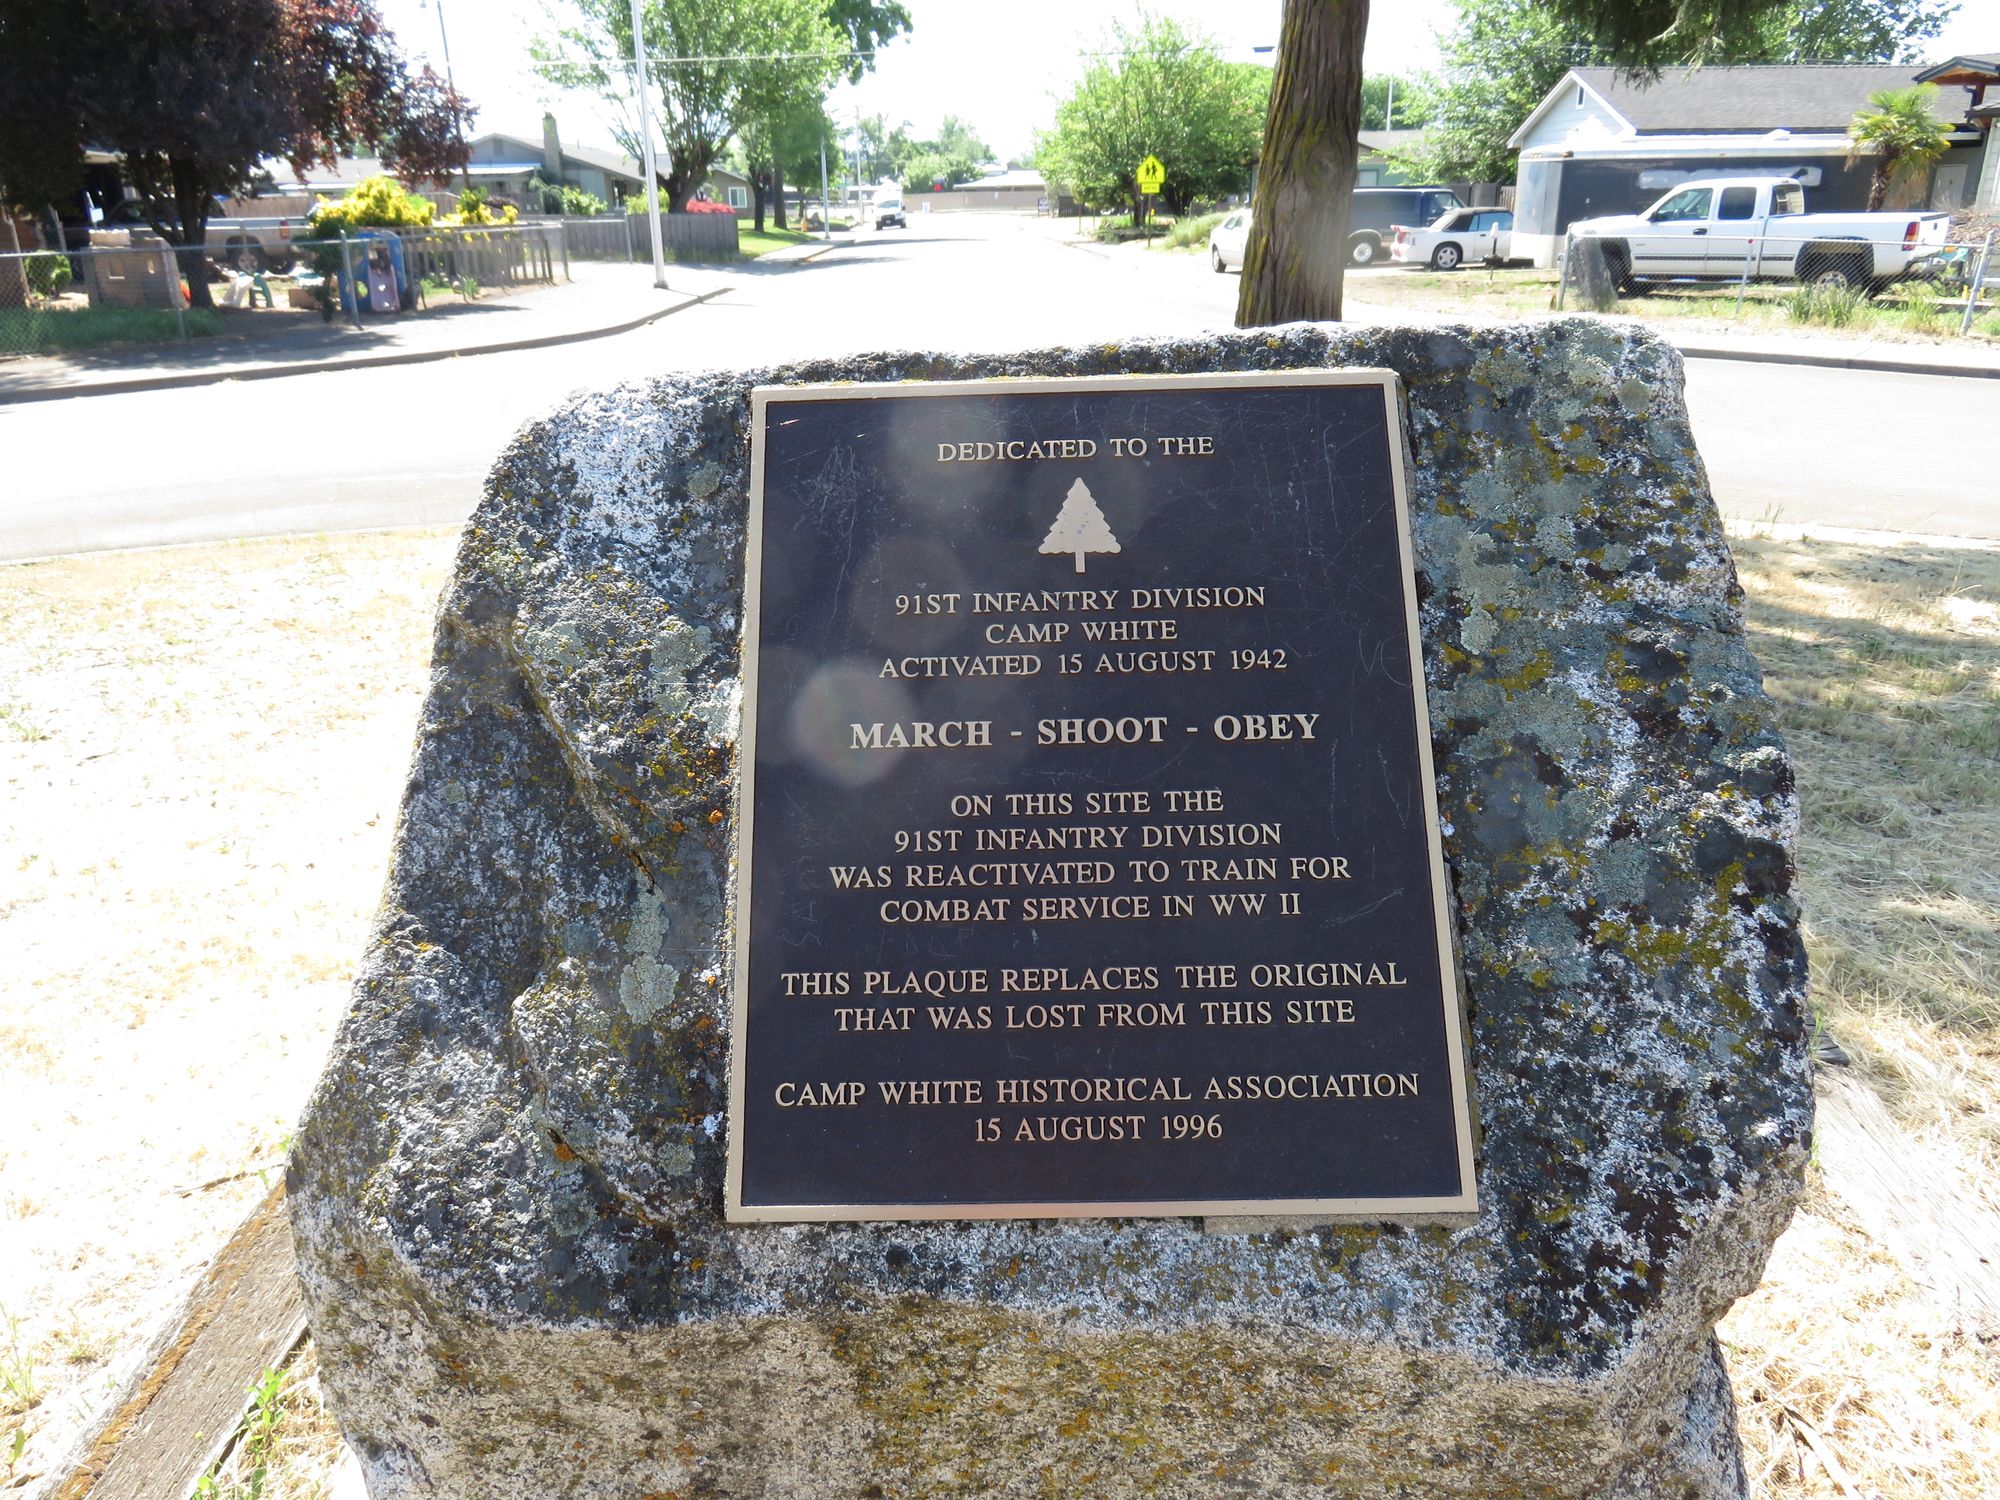 DEDICATED TO THE
91ST INFANTRY DIVISION
CAMP WHITE
ACTIVATED 15 AUGUST 1942
MARCH - SHOOT - OBEY
ON THIS SITE THE
91ST INFANTRY DIVISION
WAS REACTIVATED TO TRAIN FOR
COMBAT SERVICE IN WW II
THIS PLAQUE REPLACES THE ORIGINAL
THAT WAS LOST FROM THIS SITE
CAMP WHITE HISTORICAL ASSOCIATION
15 AUGUST 1996